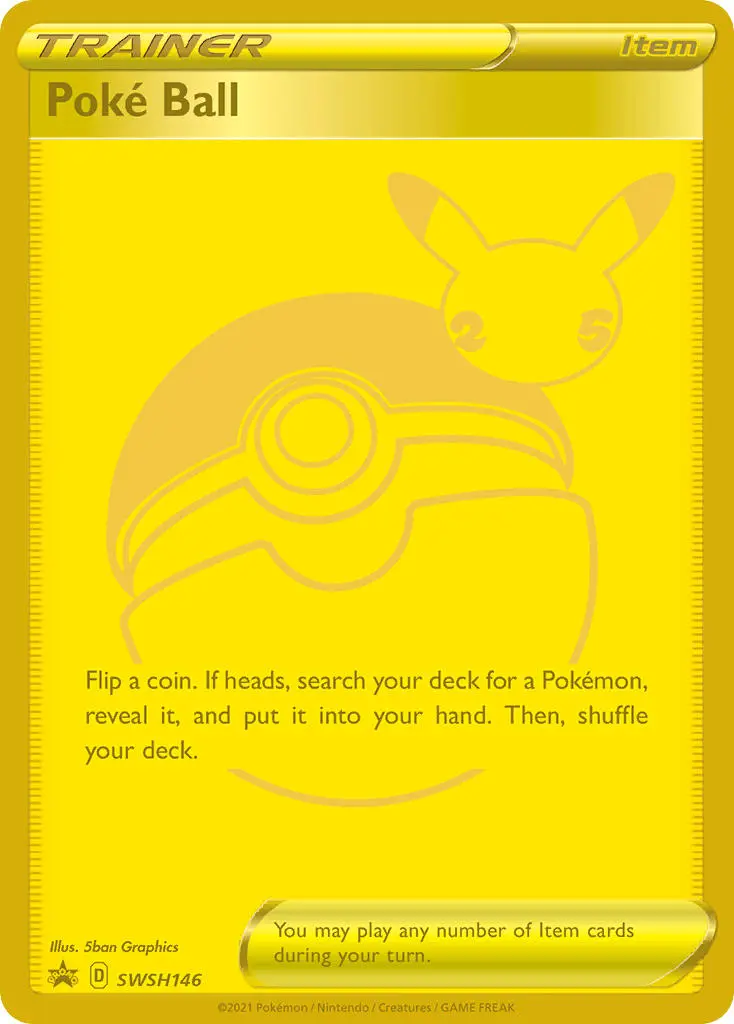 TRAINER Item
Poké Ball
2 5
Flip a coin. If heads, search your deck for a Pokémon,
reveal it, and put it into your hand. Then, shuffle
your deck.
You may play any number of Item cards
during your turn.
Illus. 5ban Graphics
D SWSH146
©2021 Pokémon / Nintendo / Creatures / GAME FREAK